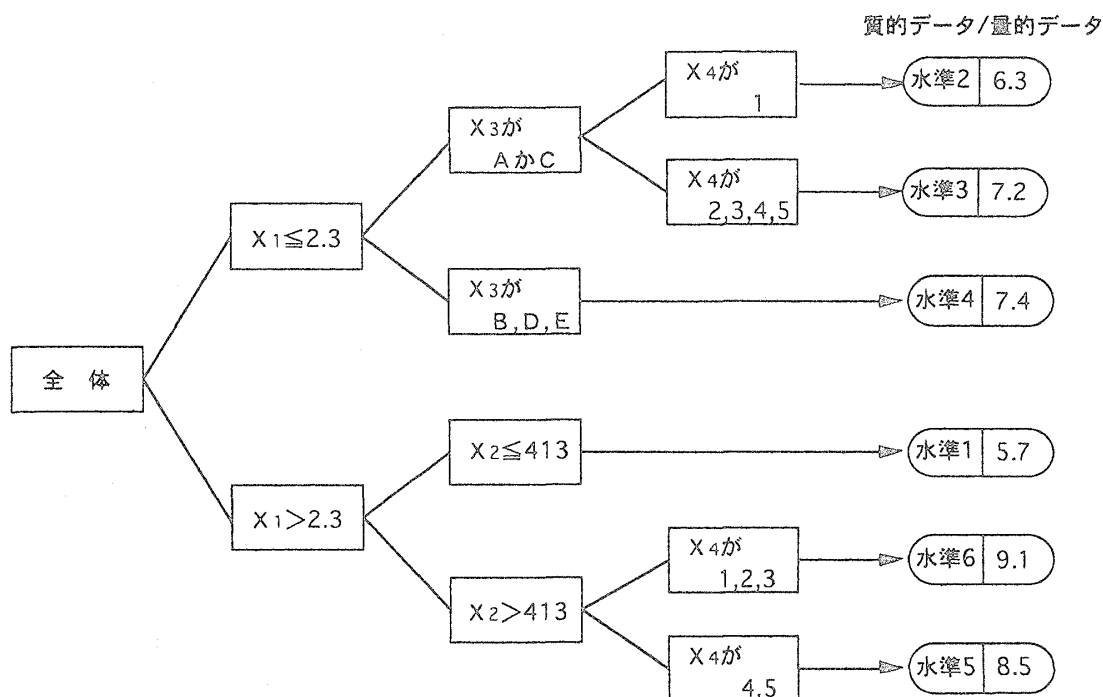 質的データ/量的データ
X4が
1
水準2 6.3
X3が
AかC
X4が
2,3,4,5
水準3 7.2
X1≦2.3
X3が
B,D,E
水準4 7.4
全 体
X2≦413
水準1 5.7
X1>2.3
X4が
1,2,3
水準6 9.1
X2>413
X4が
4.5
水準5 8.5